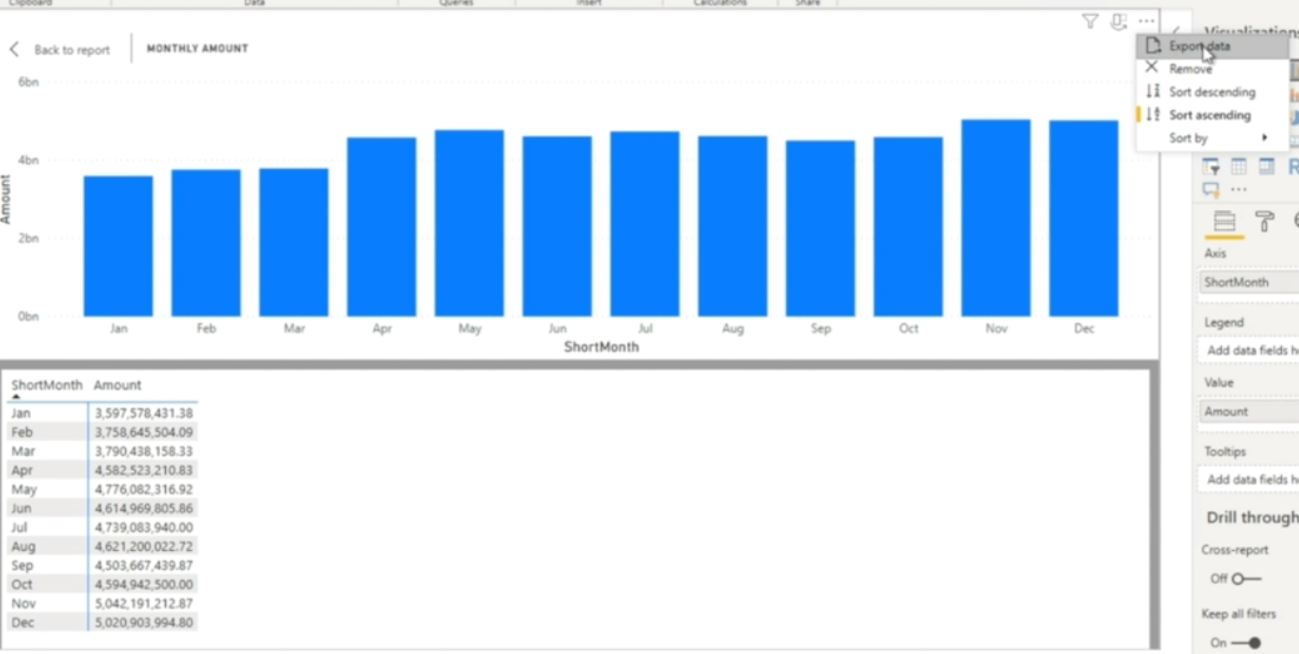 Clipboard Data Queries Insert Calculations Share
Back to report MONTHLY AMOUNT
Visualizations
Export data
Remove
Sort descending
Sort ascending
Sort by
6bn
4bn
2bn
0bn
Amount
Jan Feb Mar Apr May Jun Jul Aug Sep Oct Nov Dec
ShortMonth
ShortMonth Amount
Jan 3,597,578,431.38
Feb 3,758,645,504.09
Mar 3,790,438,158.33
Apr 4,582,523,210.83
May 4,776,082,316.92
Jun 4,614,969,805.86
Jul 4,739,083,940.00
Aug 4,621,200,022.72
Sep 4,503,667,439.87
Oct 4,594,942,500.00
Nov 5,042,191,212.87
Dec 5,020,903,994.80
Axis
ShortMonth
Legend
Add data fields h
Value
Amount
Tooltips
Add data fields h
Drill through
Cross-report
Off
Keep all filters
On